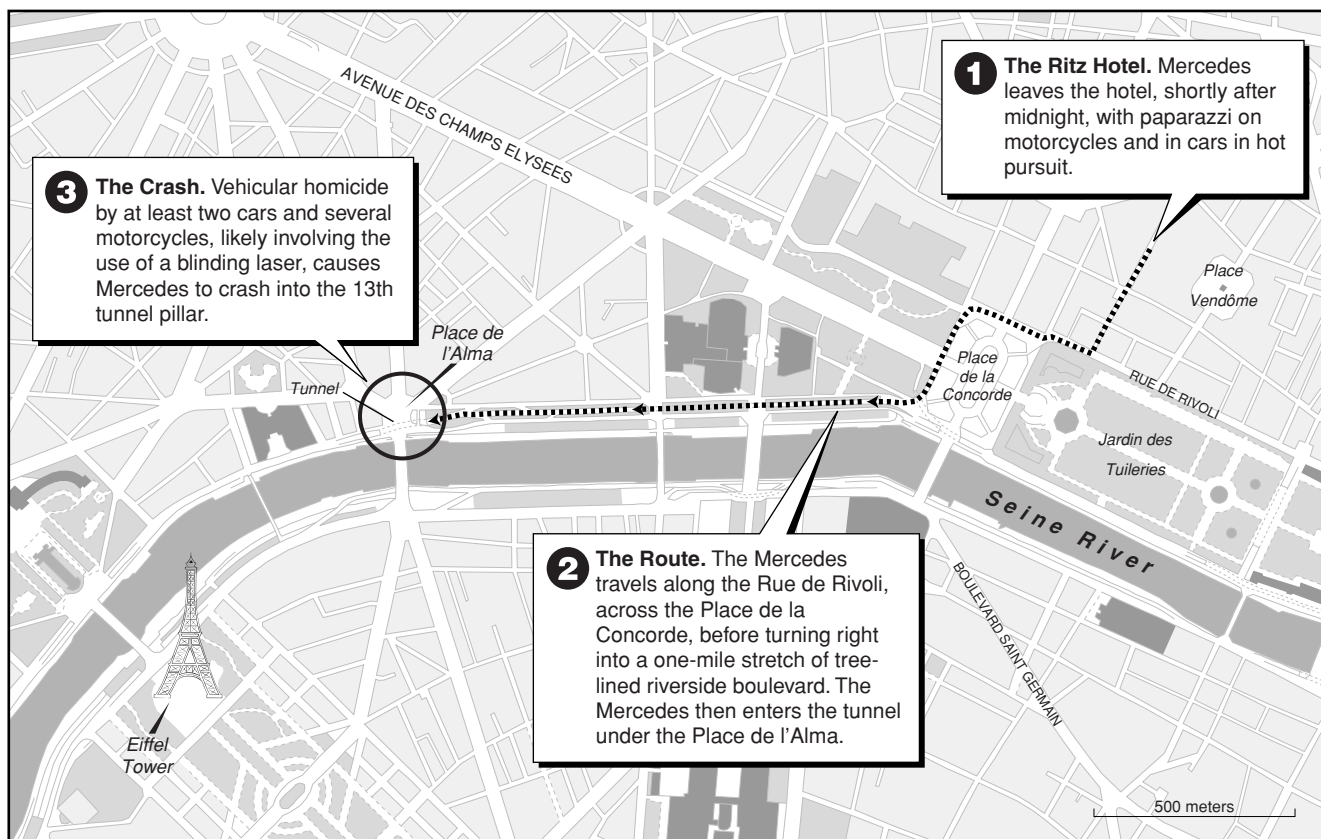 AVENUE DES CHAMPS ELYSEES
1 The Ritz Hotel. Mercedes
leaves the hotel, shortly after
midnight, with paparazzi on
motorcycles and in cars in hot
pursuit.
3 The Crash. Vehicular homicide
by at least two cars and several
motorcycles, likely involving the
use of a blinding laser, causes
Mercedes to crash into the 13th
tunnel pillar.
Place
Vendôme
Place de
l'Alma
Tunnel
Place
de la
Concorde
RUE DE RIVOLI
Jardin des
Tuileries
Seine River
2 The Route. The Mercedes
travels along the Rue de Rivoli,
across the Place de la
Concorde, before turning right
into a one-mile stretch of tree-
lined riverside boulevard. The
Mercedes then enters the tunnel
under the Place de l'Alma.
BOULEVARD SAINT GERMAIN
Eiffel
Tower
500 meters